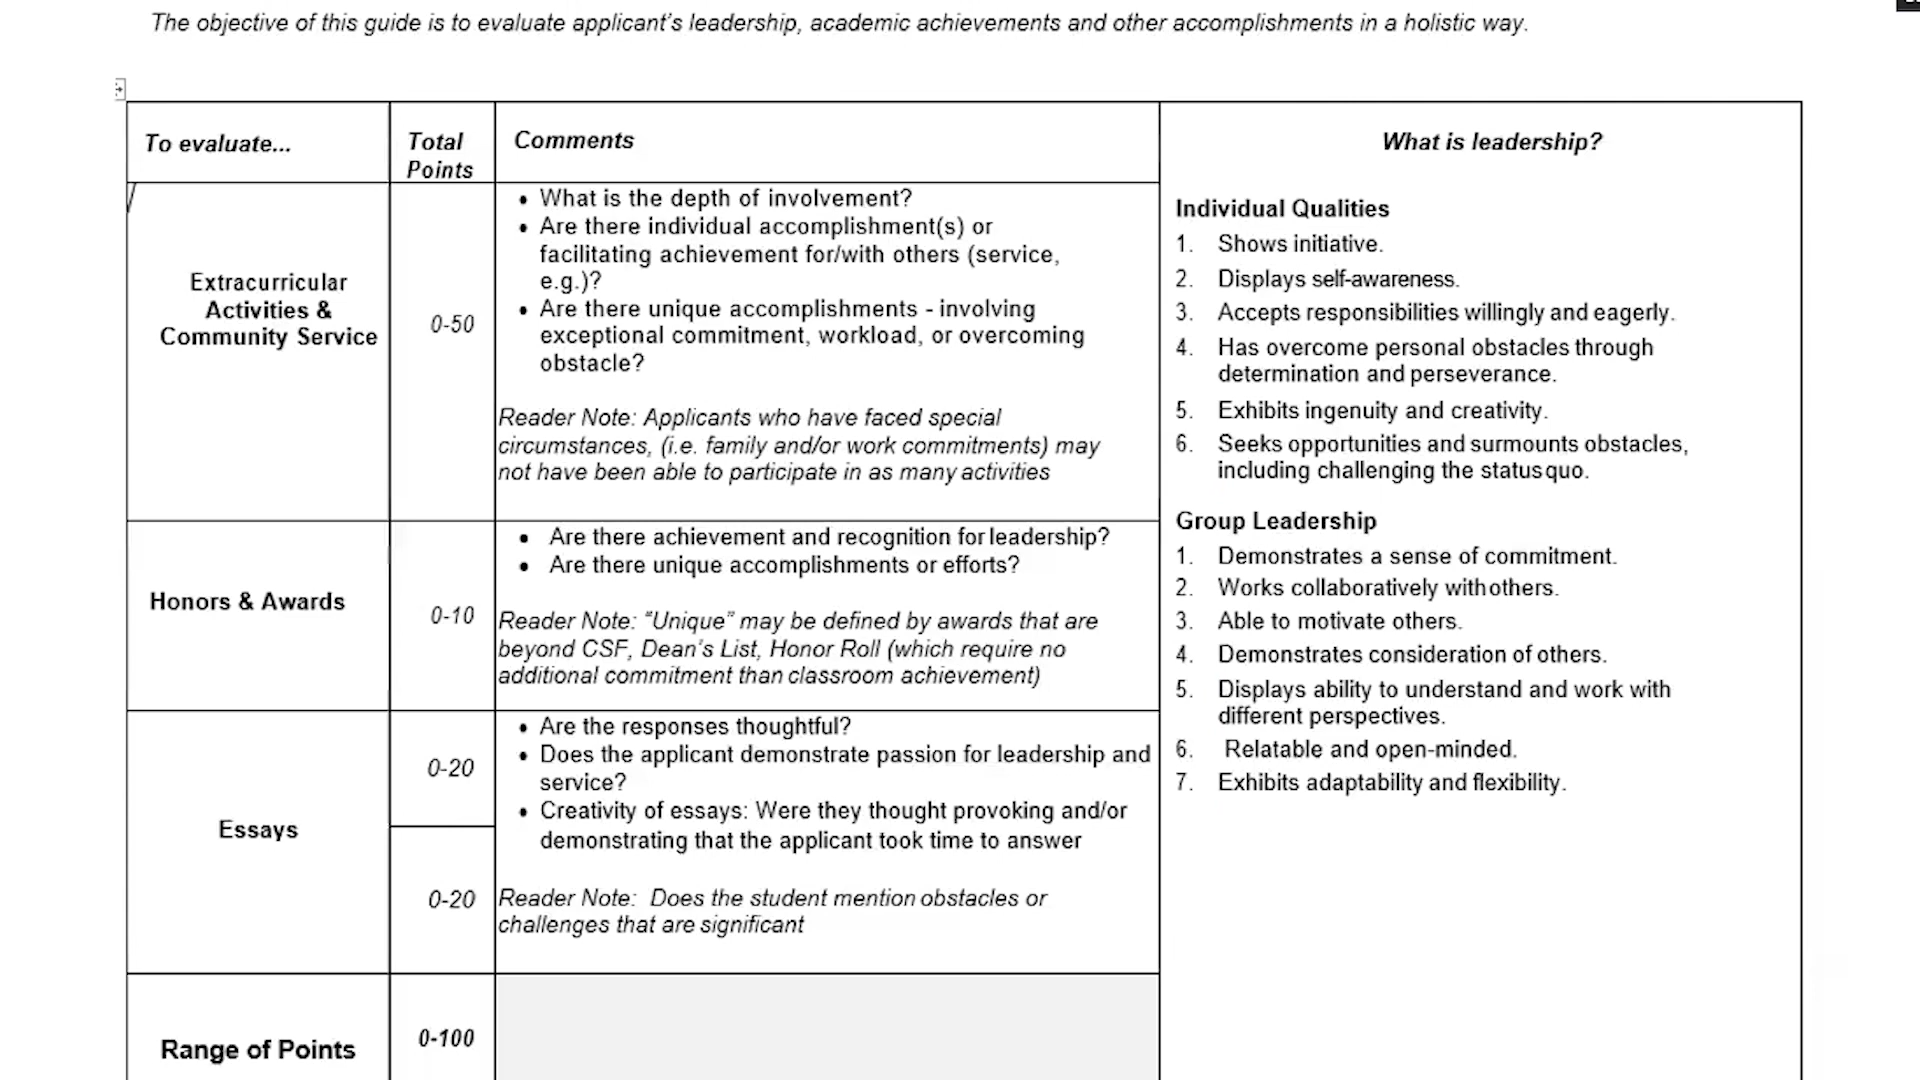 The objective of this guide is to evaluate applicant's leadership, academic achievements and other accomplishments in a holistic way.
To evaluate...
Total
Points
Comments
What is leadership?
Extracurricular
Activities &
Community Service
0-50
• What is the depth of involvement?
• Are there individual accomplishment(s) or
facilitating achievement for/with others (service,
e.g.)?
• Are there unique accomplishments - involving
exceptional commitment, workload, or overcoming
obstacle?
Reader Note: Applicants who have faced special
circumstances, (i.e. family and/or work commitments) may
not have been able to participate in as many activities
Honors & Awards
0-10
• Are there achievement and recognition for leadership?
• Are there unique accomplishments or efforts?
Reader Note: "Unique" may be defined by awards that are
beyond CSF, Dean's List, Honor Roll (which require no
additional commitment than classroom achievement)
Essays
0-20
0-20
• Are the responses thoughtful?
• Does the applicant demonstrate passion for leadership and
service?
• Creativity of essays: Were they thought provoking and/or
demonstrating that the applicant took time to answer
Reader Note: Does the student mention obstacles or
challenges that are significant
Range of Points
0-100
Individual Qualities
1. Shows initiative.
2. Displays self-awareness.
3. Accepts responsibilities willingly and eagerly.
4. Has overcome personal obstacles through
determination and perseverance.
5. Exhibits ingenuity and creativity.
6. Seeks opportunities and surmounts obstacles,
including challenging the status quo.
Group Leadership
1. Demonstrates a sense of commitment.
2. Works collaboratively with others.
3. Able to motivate others.
4. Demonstrates consideration of others.
5. Displays ability to understand and work with
different perspectives.
6. Relatable and open-minded.
7. Exhibits adaptability and flexibility.